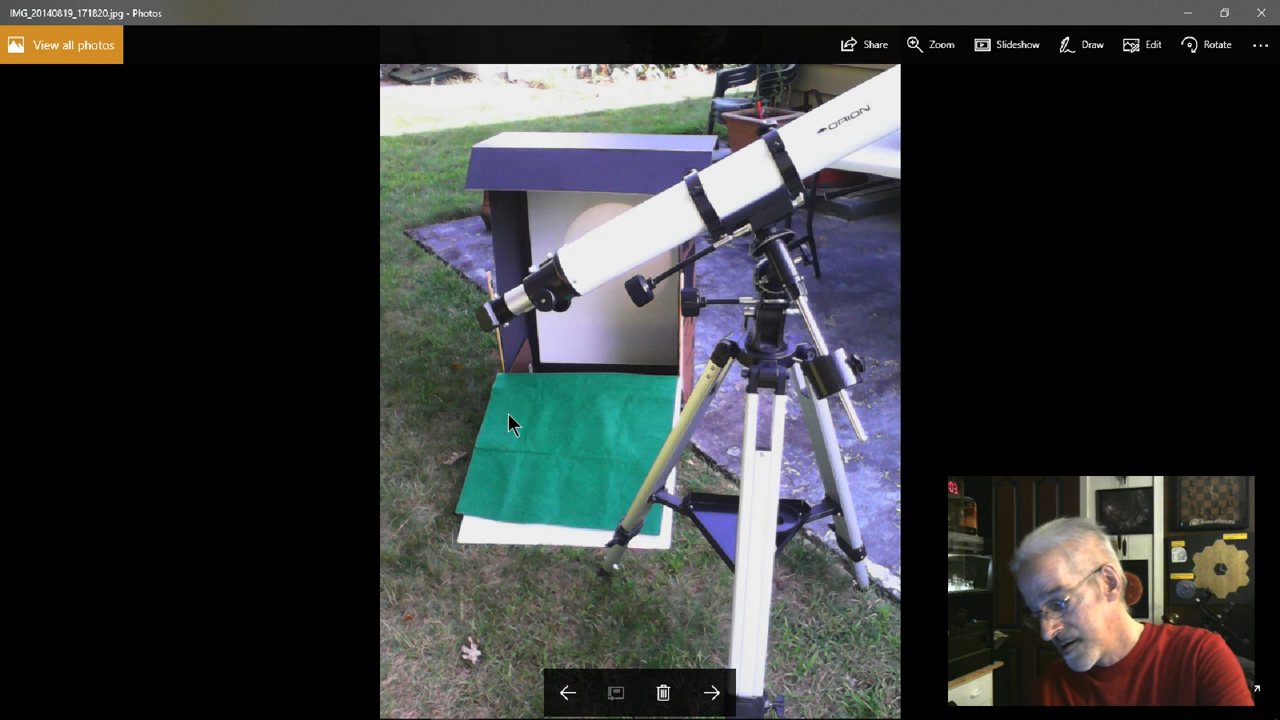 IMG_20140819_171820.jpg - Photos
View all photos
Share
Zoom
Slideshow
Draw
Edit
Rotate
ORION